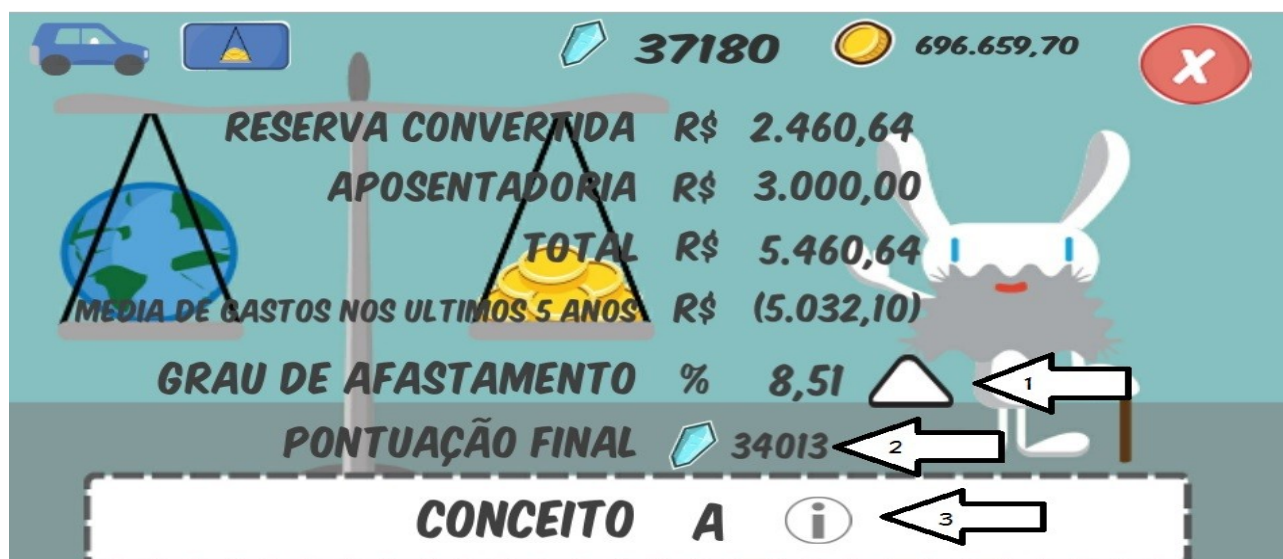 37180 696.659,70 X
RESERVA CONVERTIDA R$ 2.460,64
APOSENTADORIA R$ 3.000,00
TOTAL R$ 5.460,64
MEDIA DE GASTOS NOS ULTIMOS 5 ANOS R$ (5.032,10)
GRAU DE AFASTAMENTO % 8,51 1
PONTUAÇÃO FINAL 34013 2
CONCEITO A i 3